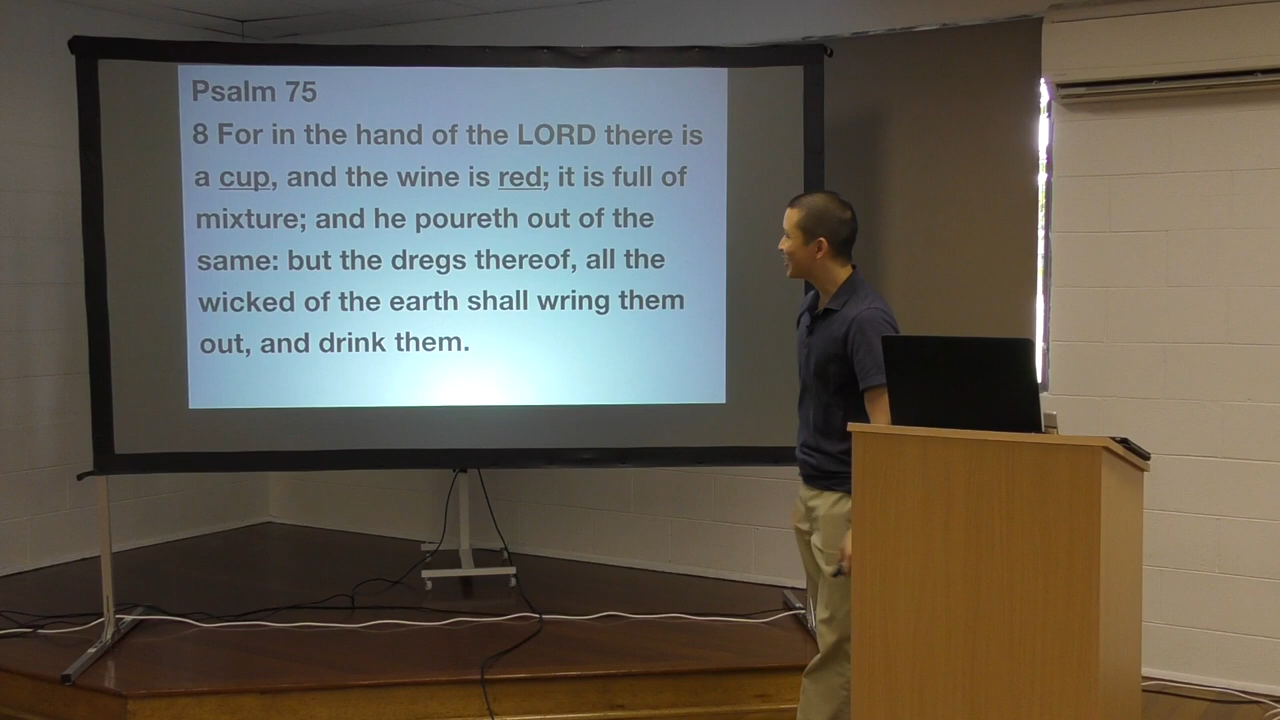 Psalm 75
8 For in the hand of the LORD there is
a cup, and the wine is red; it is full of
mixture; and he poureth out of the
same: but the dregs thereof, all the
wicked of the earth shall wring them
out, and drink them.